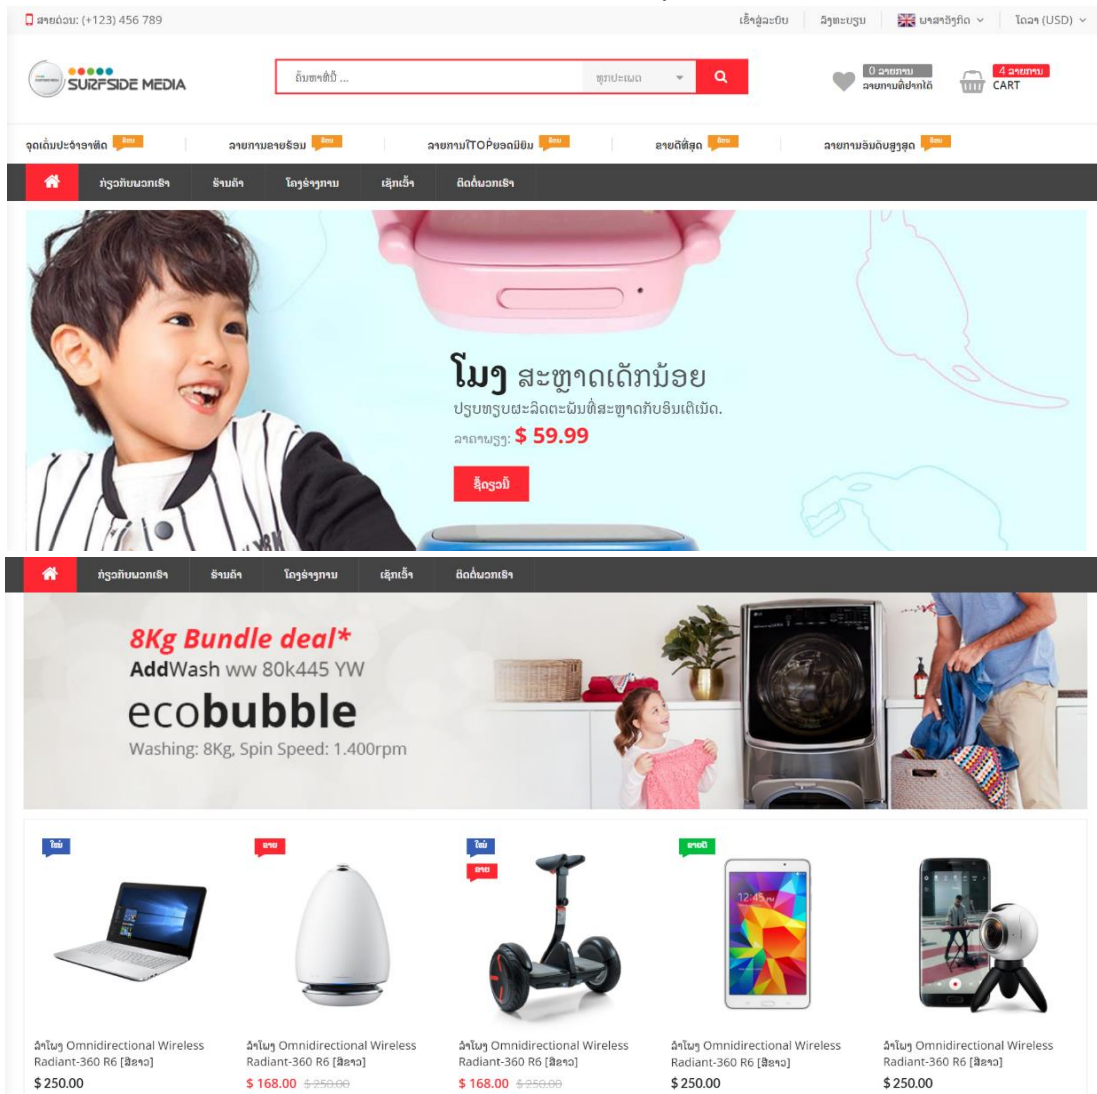 ສາຍດ່ວນ: (+123) 456 789
ເຂົ້າສູ່ລະບົບ
ລົງທະບຽນ
ພາສາອັງກິດ
ໂດລາ (USD)
SURFSIDE MEDIA
ຄົ້ນຫາທີ່ນີ້ ...
ທຸກປະເພດ
0 ລາຍການ
ລາຍການທີ່ຢາກໄດ້
4 ລາຍການ
CART
ຈຸດເດັ່ນປະຈຳອາທິດ
ລາຍການຂາຍຮ້ອນ
ຂາຍດີທີ່ສຸດ
ລາຍການອັນດັບສູງສຸດ
ກ່ຽວກັບພວກເຮົາ
ຮ້ານຄ້າ
ໂຄງຮ່າງການ
ເຊັກເອົ້າ
ຕິດຕໍ່ພວກເຮົາ
ໂມງ ສະຫຼາດເດັກນ້ອຍ
ປຽບທຽບຜະລິດຕະພັນທີ່ສະຫຼາດກັບອິນເຕີເນັດ.
ລາຄາພຽງ: $ 59.99
ຊື້ດຽວນີ້
ກ່ຽວກັບພວກເຮົາ
ຮ້ານຄ້າ
ໂຄງຮ່າງການ
ເຊັກເອົ້າ
ຕິດຕໍ່ພວກເຮົາ
8Kg Bundle deal*
AddWash ww 80k445 YW
ecobubble
Washing: 8Kg, Spin Speed: 1.400rpm
ໃໝ່
ຂາຍ
ໃໝ່
ຂາຍ
ຂາຍດີ
ລຳໂພງ Omnidirectional Wireless
Radiant-360 R6 [ສີຂາວ]
$ 250.00
ລຳໂພງ Omnidirectional Wireless
Radiant-360 R6 [ສີຂາວ]
$ 168.00 $ 250.00
ລຳໂພງ Omnidirectional Wireless
Radiant-360 R6 [ສີຂາວ]
$ 168.00 $ 250.00
ລຳໂພງ Omnidirectional Wireless
Radiant-360 R6 [ສີຂາວ]
$ 250.00
ລຳໂພງ Omnidirectional Wireless
Radiant-360 R6 [ສີຂາວ]
$ 250.00